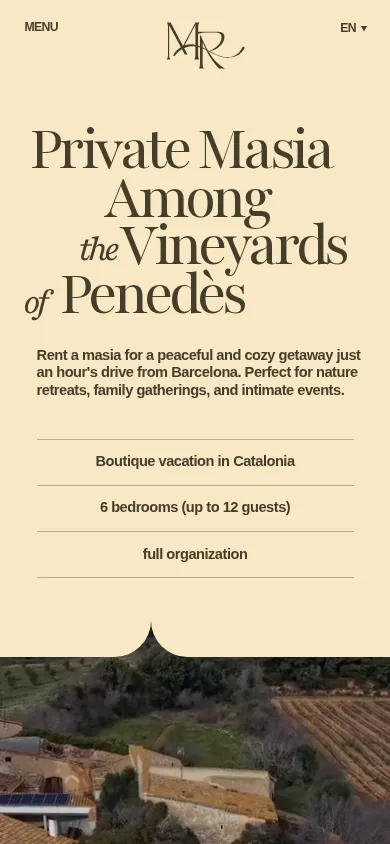 MENU
MR
EN ▼
Private Masia
Among
the Vineyards
of Penedès
Rent a masia for a peaceful and cozy getaway just
an hour's drive from Barcelona. Perfect for nature
retreats, family gatherings, and intimate events.
Boutique vacation in Catalonia
6 bedrooms (up to 12 guests)
full organization